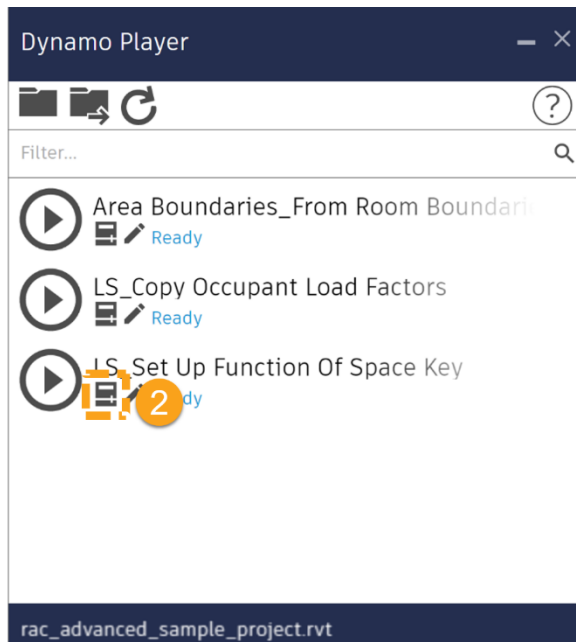 Dynamo Player
?
Filter...
Area Boundaries_From Room Boundari
Ready
LS_Copy Occupant Load Factors
Ready
LS_Set Up Function Of Space Key
2 dy
rac_advanced_sample_project.rvt